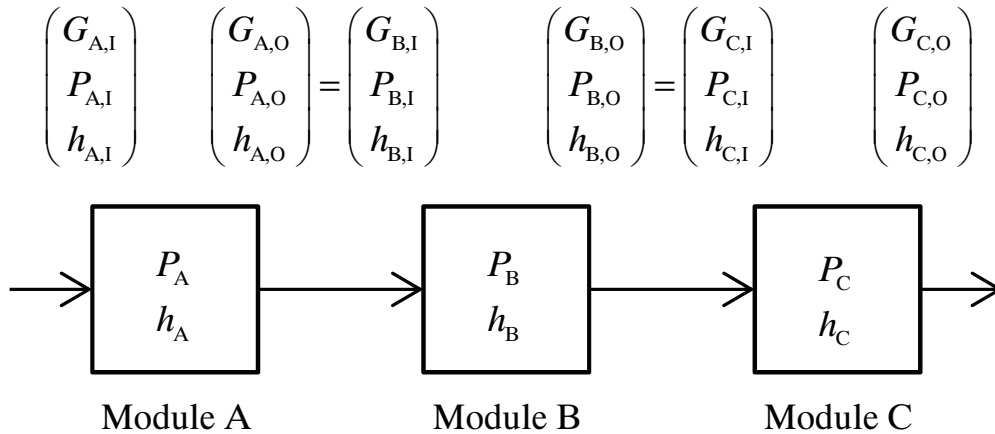 G_A,I G_A,O G_B,I G_B,O G_C,I G_C,O
P_A,I P_A,O = P_B,I P_B,O = P_C,I P_C,O
h_A,I h_A,O h_B,I h_B,O h_C,I h_C,O
P_A P_B P_C
h_A h_B h_C
Module A Module B Module C